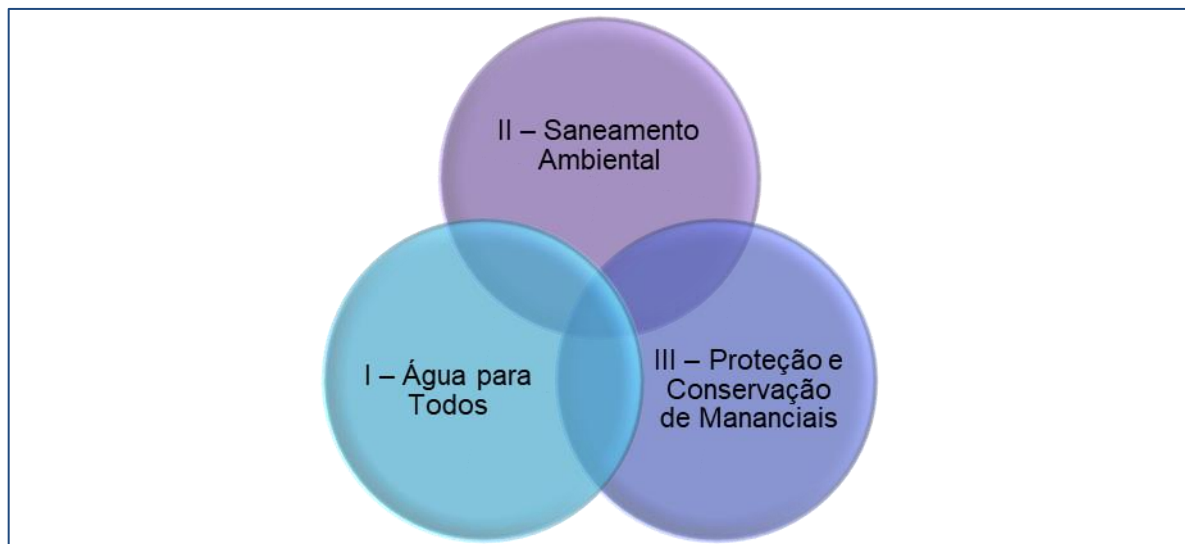 II – Saneamento
Ambiental
I – Água para
Todos
III – Proteção e
Conservação
de Mananciais